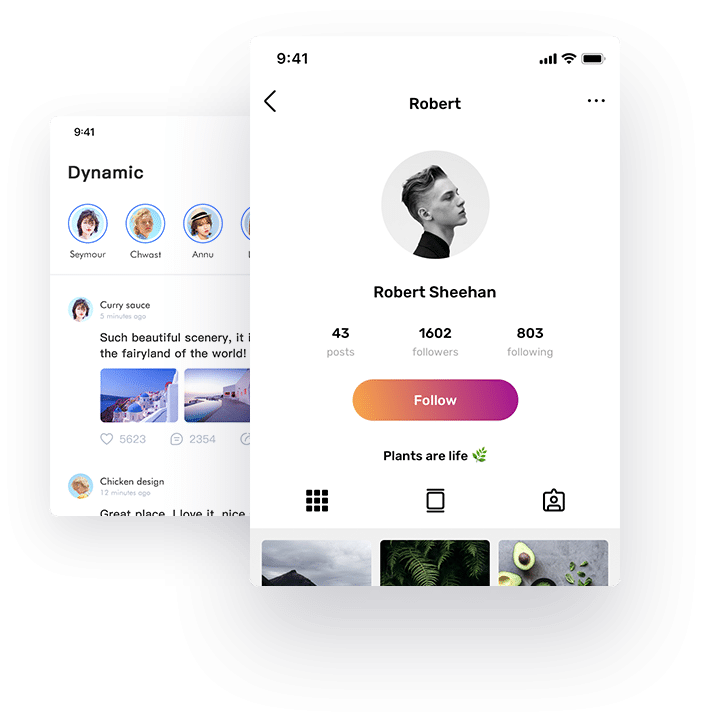 9:41
Dynamic
Seymour Chwast Annu
Curry sauce
5 minutes ago
Such beautiful scenery, it i
the fairyland of the world!
5623 2354
Chicken design
12 minutes ago
Great place, I love it, nice
9:41
Robert
Robert Sheehan
43 1602 803
posts followers following
Follow
Plants are life 🌿